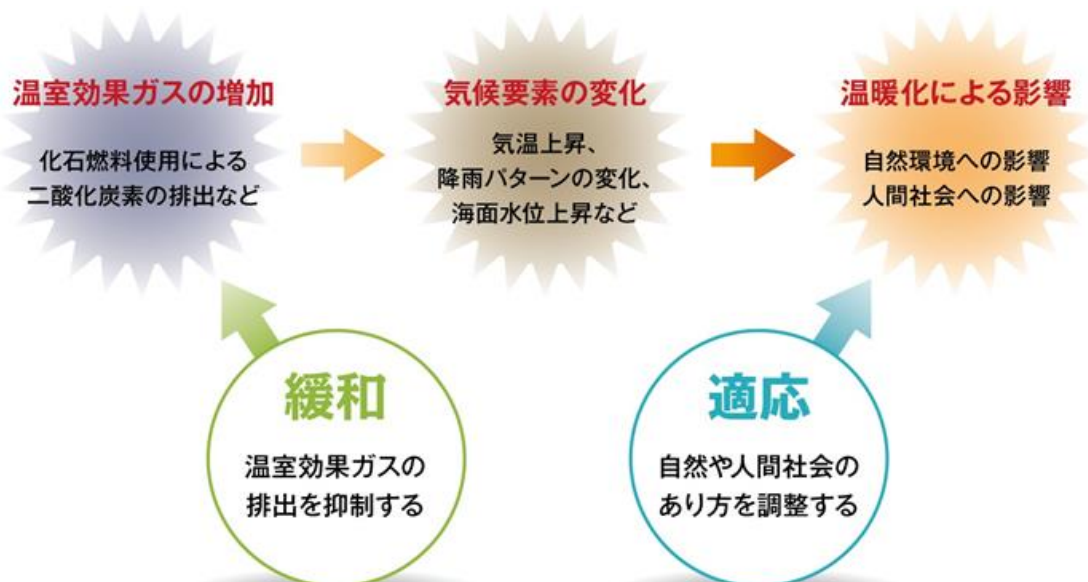 温室効果ガスの増加
化石燃料使用による
二酸化炭素の排出など
気候要素の変化
気温上昇、
降雨パターンの変化、
海面水位上昇など
温暖化による影響
自然環境への影響
人間社会への影響
緩和
温室効果ガスの
排出を抑制する
適応
自然や人間社会の
あり方を調整する